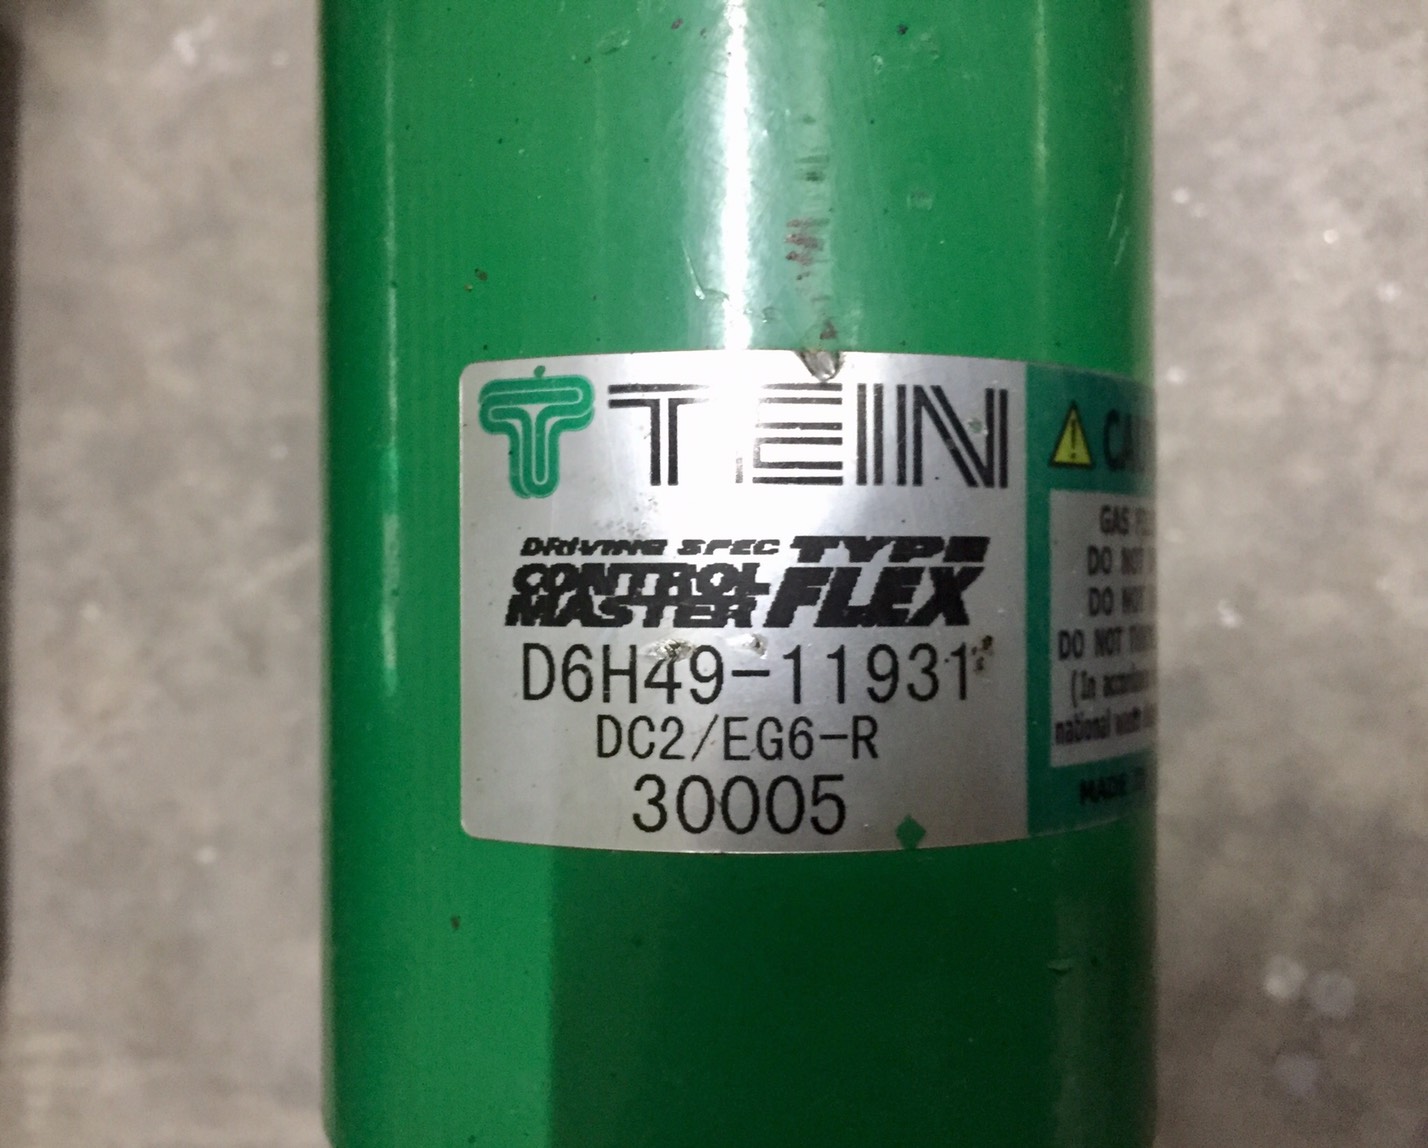 TEIN
DRIVING SPEC TYPE
CONTROL FLEX
MASTER
D6H49-11931
DC2/EG6-R
30005
GAS
DO NOT
DO NOT
DO NOT
(In
national
MADE